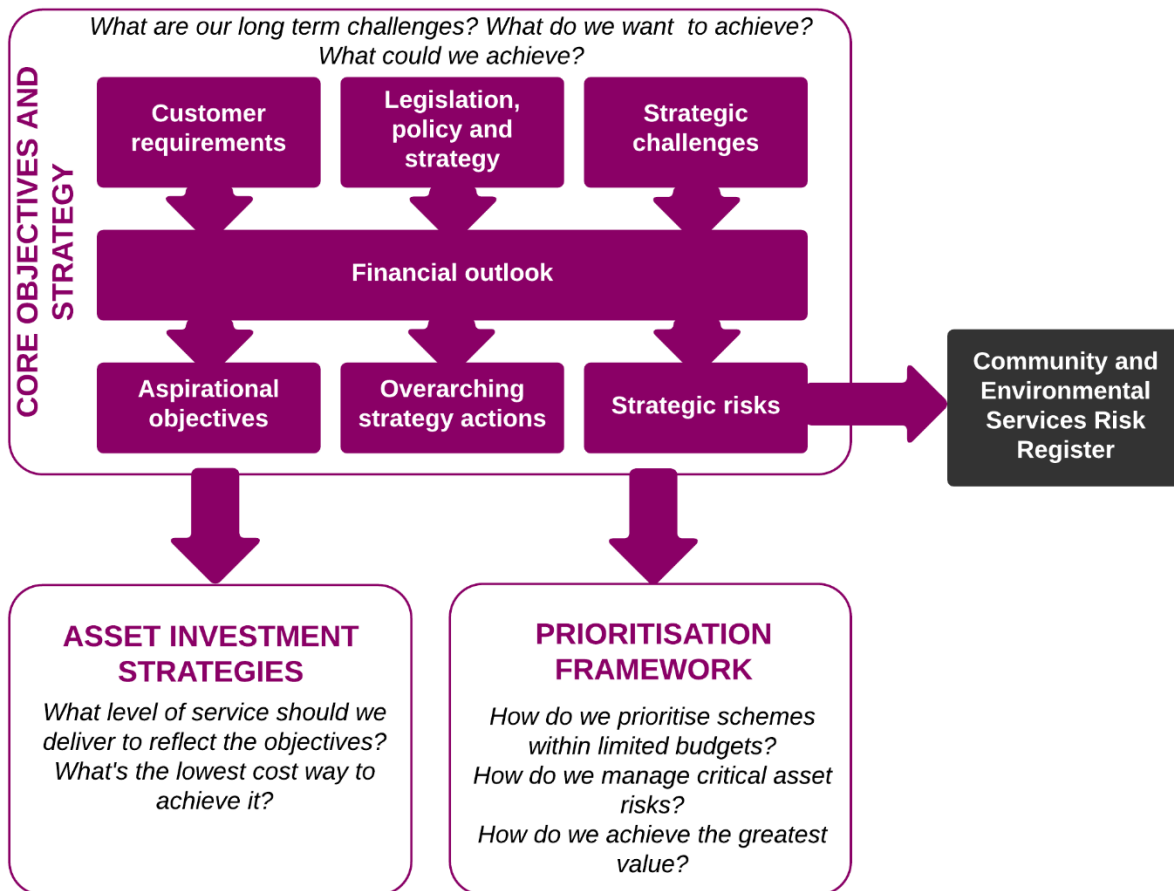 What are our long term challenges? What do we want  to achieve?
What could we achieve?
CORE OBJECTIVES AND
STRATEGY
Customer
requirements
Legislation,
policy and
strategy
Strategic
challenges
Financial outlook
Aspirational
objectives
Overarching
strategy actions
Strategic risks
Community and
Environmental
Services Risk
Register
ASSET INVESTMENT
STRATEGIES
What level of service should we
deliver to reflect the objectives?
What's the lowest cost way to
achieve it?
PRIORITISATION
FRAMEWORK
How do we prioritise schemes
within limited budgets?
How do we manage critical asset
risks?
How do we achieve the greatest
value?